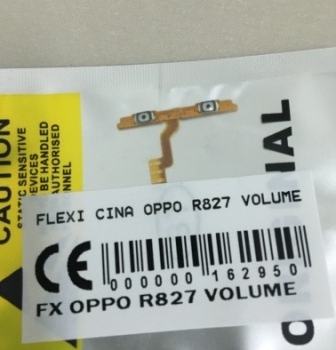 CAUTION
STATIC SENSITIVE
DEVICES
BE HANDLED
AUTHORISED
FLEXI CINA OPPO R827 VOLUME
CE
000000 162950
FX OPPO R827 VOLUME